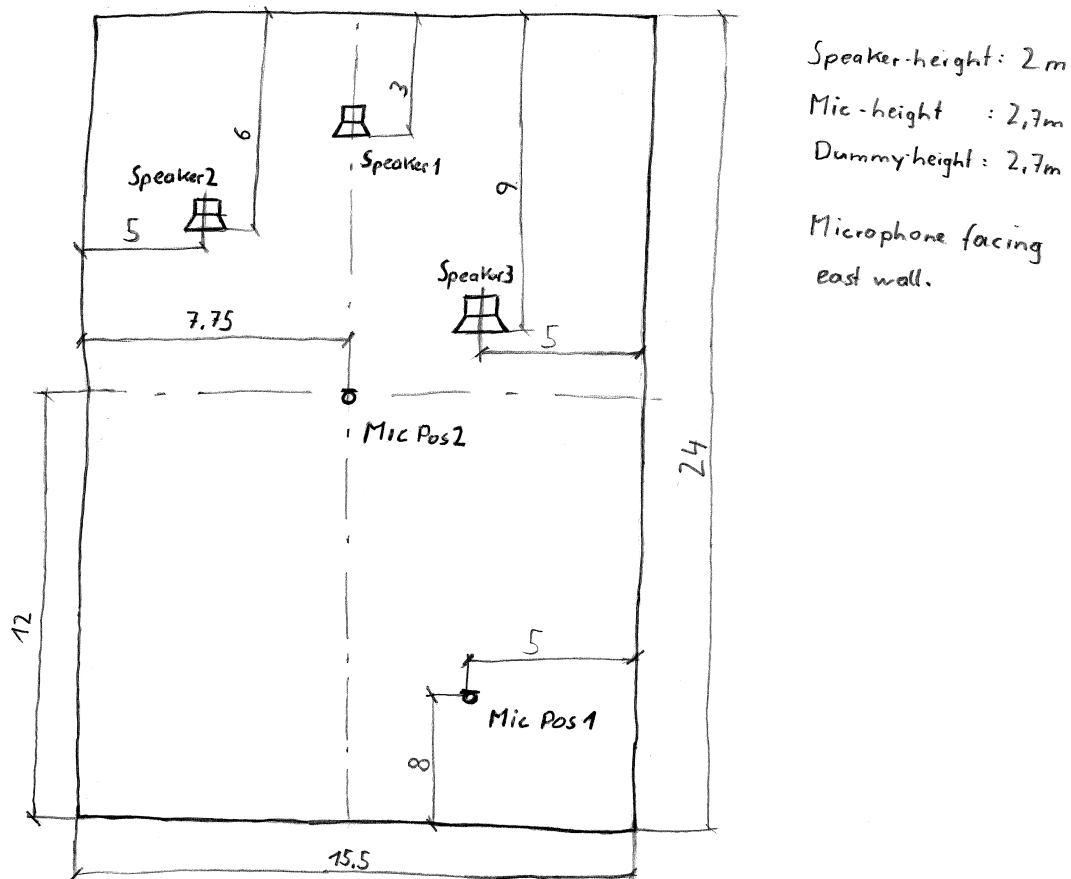 Speaker-height: 2m
Mic-height : 2,7m
Dummy-height: 2,7m
Microphone facing
east wall.
3
6
Speaker1
Speaker2
9
5
Speaker3
7.75
5
Mic Pos2
24
12
5
Mic Pos1
8
15.5